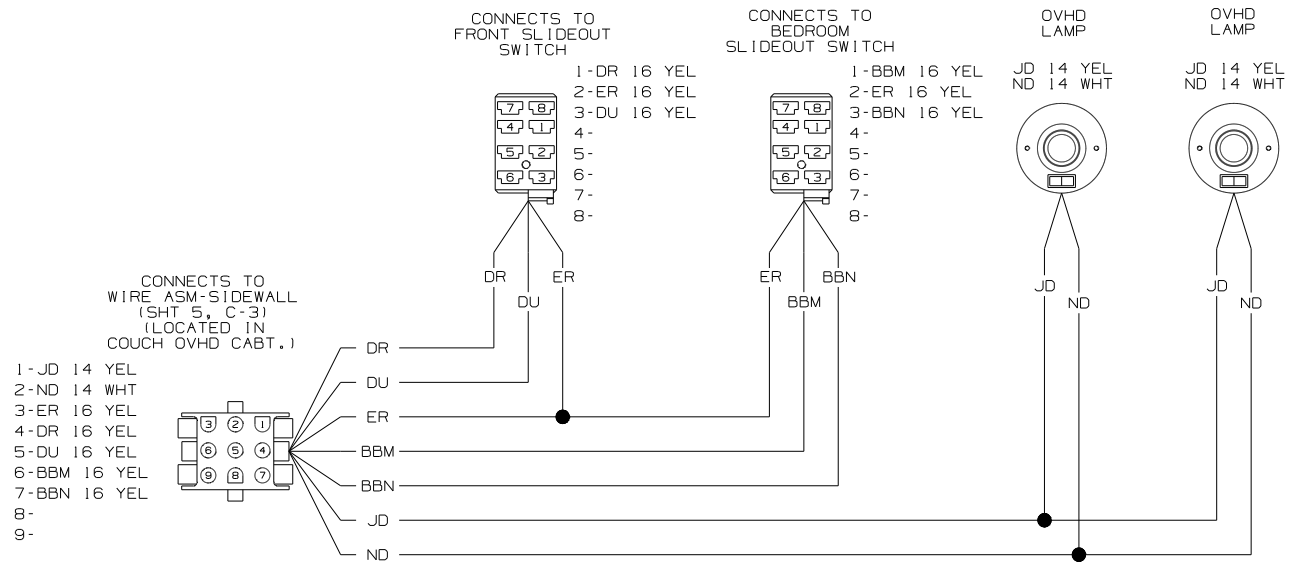 CONNECTS TO
FRONT SLIDEOUT
SWITCH
1-DR 16 YEL
2-ER 16 YEL
3-DU 16 YEL
4-
5-
6-
7-
8-
7 8
4 1
5 2
6 3
CONNECTS TO
BEDROOM
SLIDEOUT SWITCH
1-BBM 16 YEL
2-ER 16 YEL
3-BBN 16 YEL
4-
5-
6-
7-
8-
7 8
4 1
5 2
6 3
OVHD
LAMP
JD 14 YEL
ND 14 WHT
OVHD
LAMP
JD 14 YEL
ND 14 WHT
DR
DU
ER
ER
BBM
BBN
JD
ND
JD
ND
CONNECTS TO
WIRE ASM-SIDEWALL
(SHT 5, C-3)
(LOCATED IN
COUCH OVHD CABT.)
1-JD 14 YEL
2-ND 14 WHT
3-ER 16 YEL
4-DR 16 YEL
5-DU 16 YEL
6-BBM 16 YEL
7-BBN 16 YEL
8-
9-
3 2 1
6 5 4
9 8 7
DR
DU
ER
BBM
BBN
JD
ND